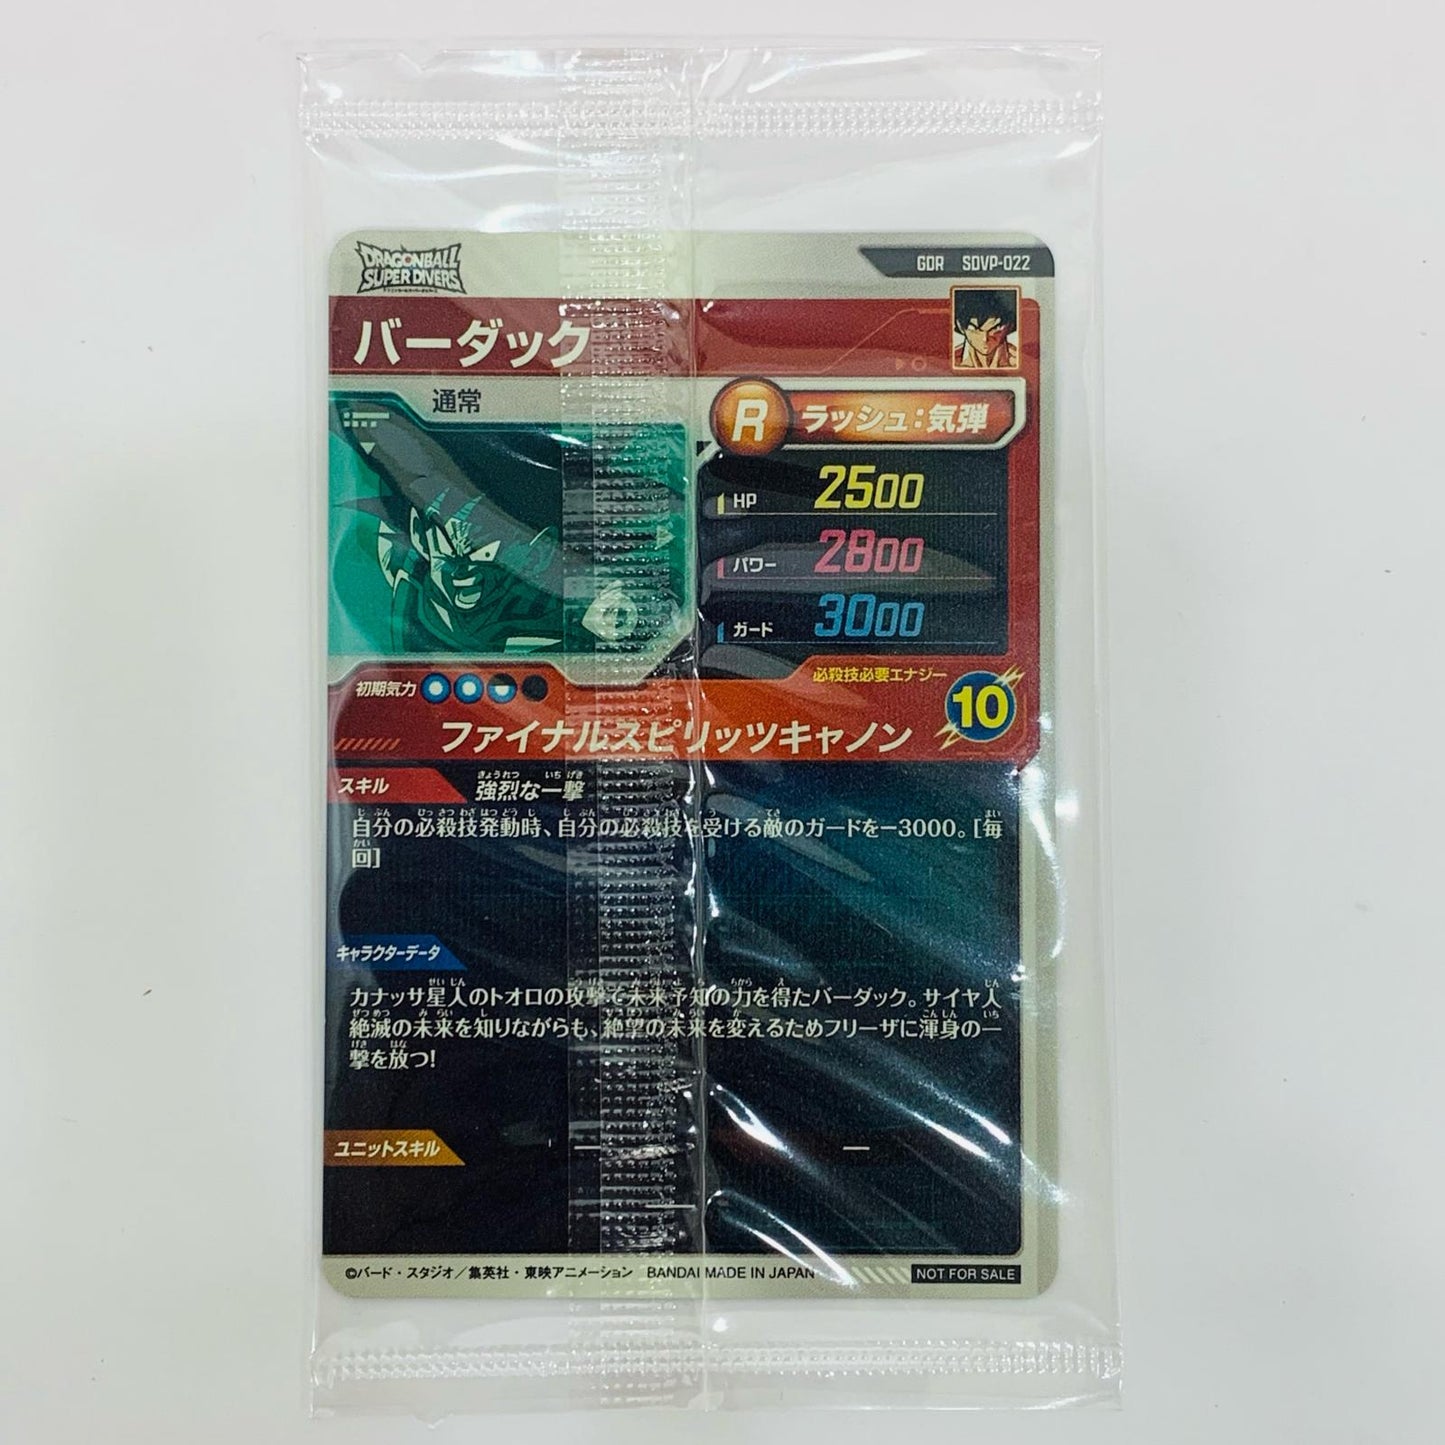 DRAGONBALL
SUPER DIVERS
GDR SDVP-022
バーダック
通常
R ラッシュ:気弾
HP 2500
パワー 2800
ガード 3000
必殺技必要エナジー
初期気力
10
ファイナルスピリッツキャノン
スキル 強烈な一撃
自分の必殺技発動時、自分の必殺技を受ける敵のガードを-3000。[毎
回]
キャラクターデータ
カナッサ星人のトオロの攻撃で未来予知の力を得たバーダック。サイヤ人
絶滅の未来を知りながらも、絶望の未来を変えるためフリーザに渾身の一
撃を放つ!
ユニットスキル — —
©バード・スタジオ/集英社・東映アニメーション BANDAI MADE IN JAPAN NOT FOR SALE